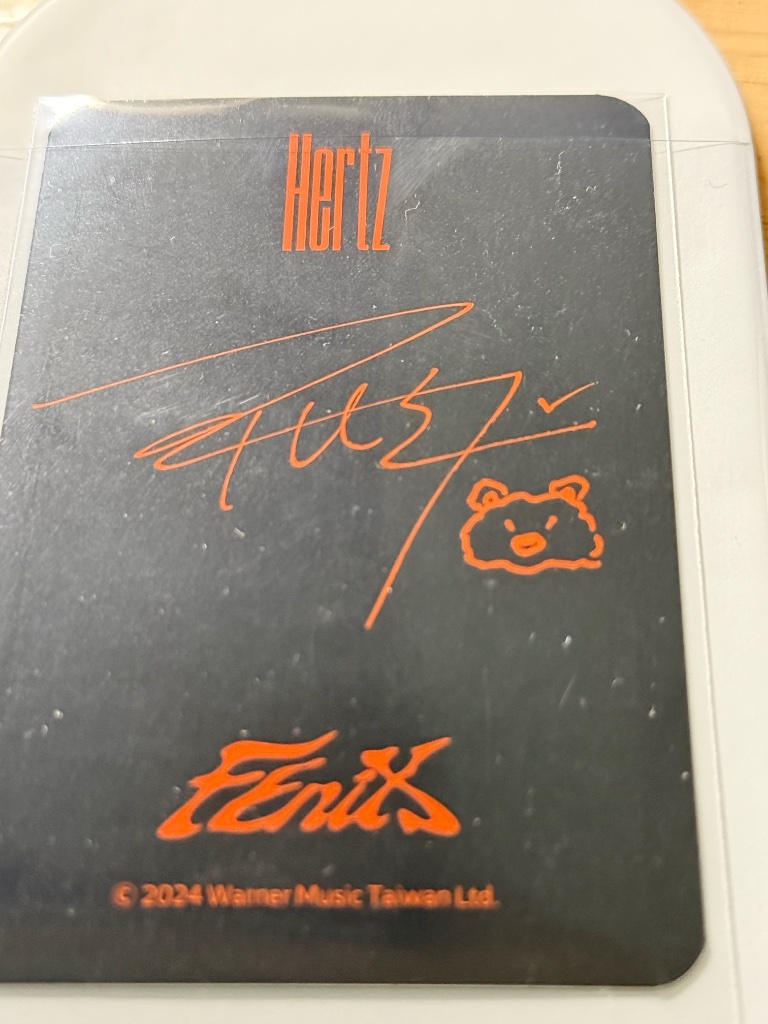 Hertz
FEniX
© 2024 Warner Music Taiwan Ltd.